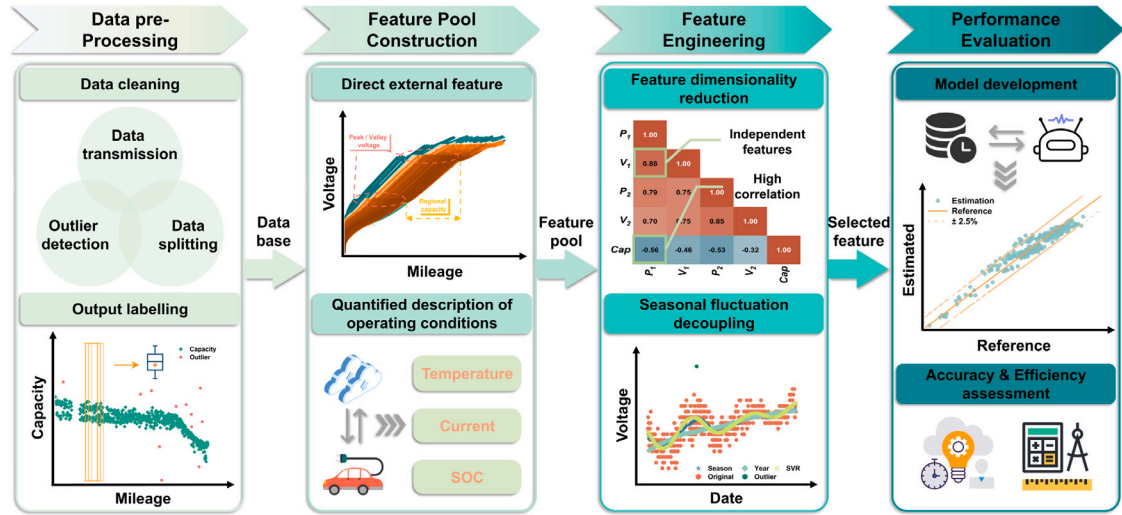 Data pre-
Processing
Feature Pool
Construction
Feature
Engineering
Performance
Evaluation
Data cleaning
Data
transmission
Outlier
detection
Data
splitting
Output labelling
Capacity
Capacity
Outlier
Mileage
Data
base
Direct external feature
Voltage
Peak / Valley
voltage
Regional
capacity
Mileage
Quantified description of
operating conditions
Temperature
Current
SOC
Feature
pool
Feature dimensionality
reduction
P1 1.00
V1 0.88 1.00
P2 0.79 0.75 1.00
V2 0.70 0.75 0.85 1.00
Cap -0.56 -0.46 -0.53 -0.32 1.00
P1 V1 P2 V2 Cap
Independent
features
High
correlation
Seasonal fluctuation
decoupling
Voltage
Season Year SVR
Original Outlier
Date
Selected
feature
Model development
Estimation
Reference
± 2.5%
Estimated
Reference
Accuracy & Efficiency
assessment